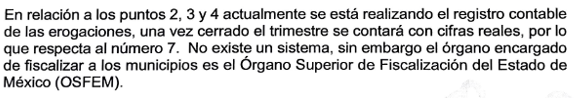 En relación a los puntos 2, 3 y 4 actualmente se está realizando el registro contable
de las erogaciones, una vez cerrado el trimestre se contará con cifras reales, por lo
que respecta al número 7.  No existe un sistema, sin embargo el órgano encargado
de fiscalizar a los municipios es el Órgano Superior de Fiscalización del Estado de
México (OSFEM).